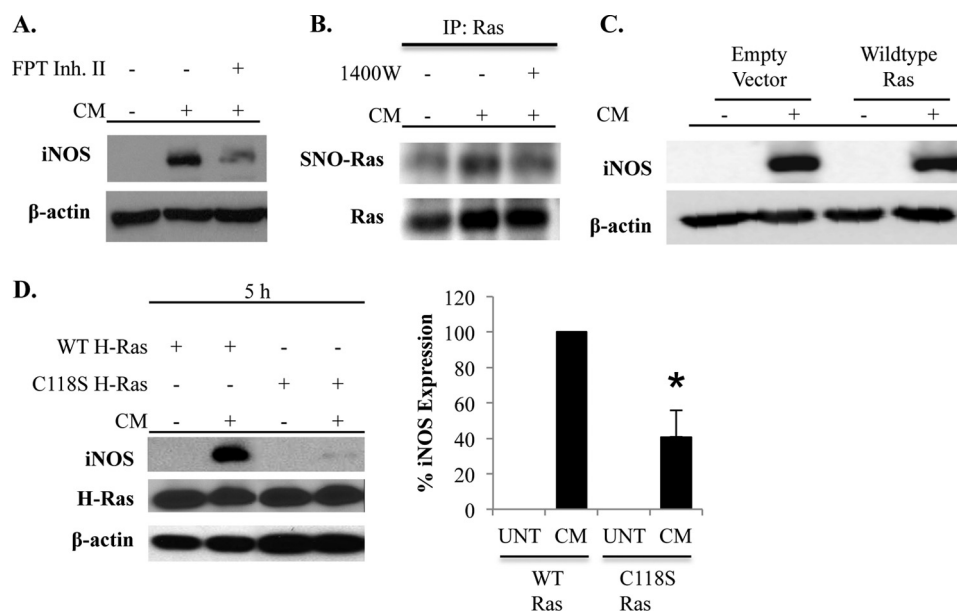 A.
FPT Inh. II - - +
CM - + +
iNOS
β-actin
B.
IP: Ras
1400W - - +
CM - + +
SNO-Ras
Ras
C.
Empty Vector
Wildtype Ras
CM - + - +
iNOS
β-actin
D.
5 h
WT H-Ras + + - -
C118S H-Ras - - + +
CM - + - +
iNOS
H-Ras
β-actin
% iNOS Expression
120
100
80
60
40
20
0
*
UNT CM UNT CM
WT Ras
C118S Ras